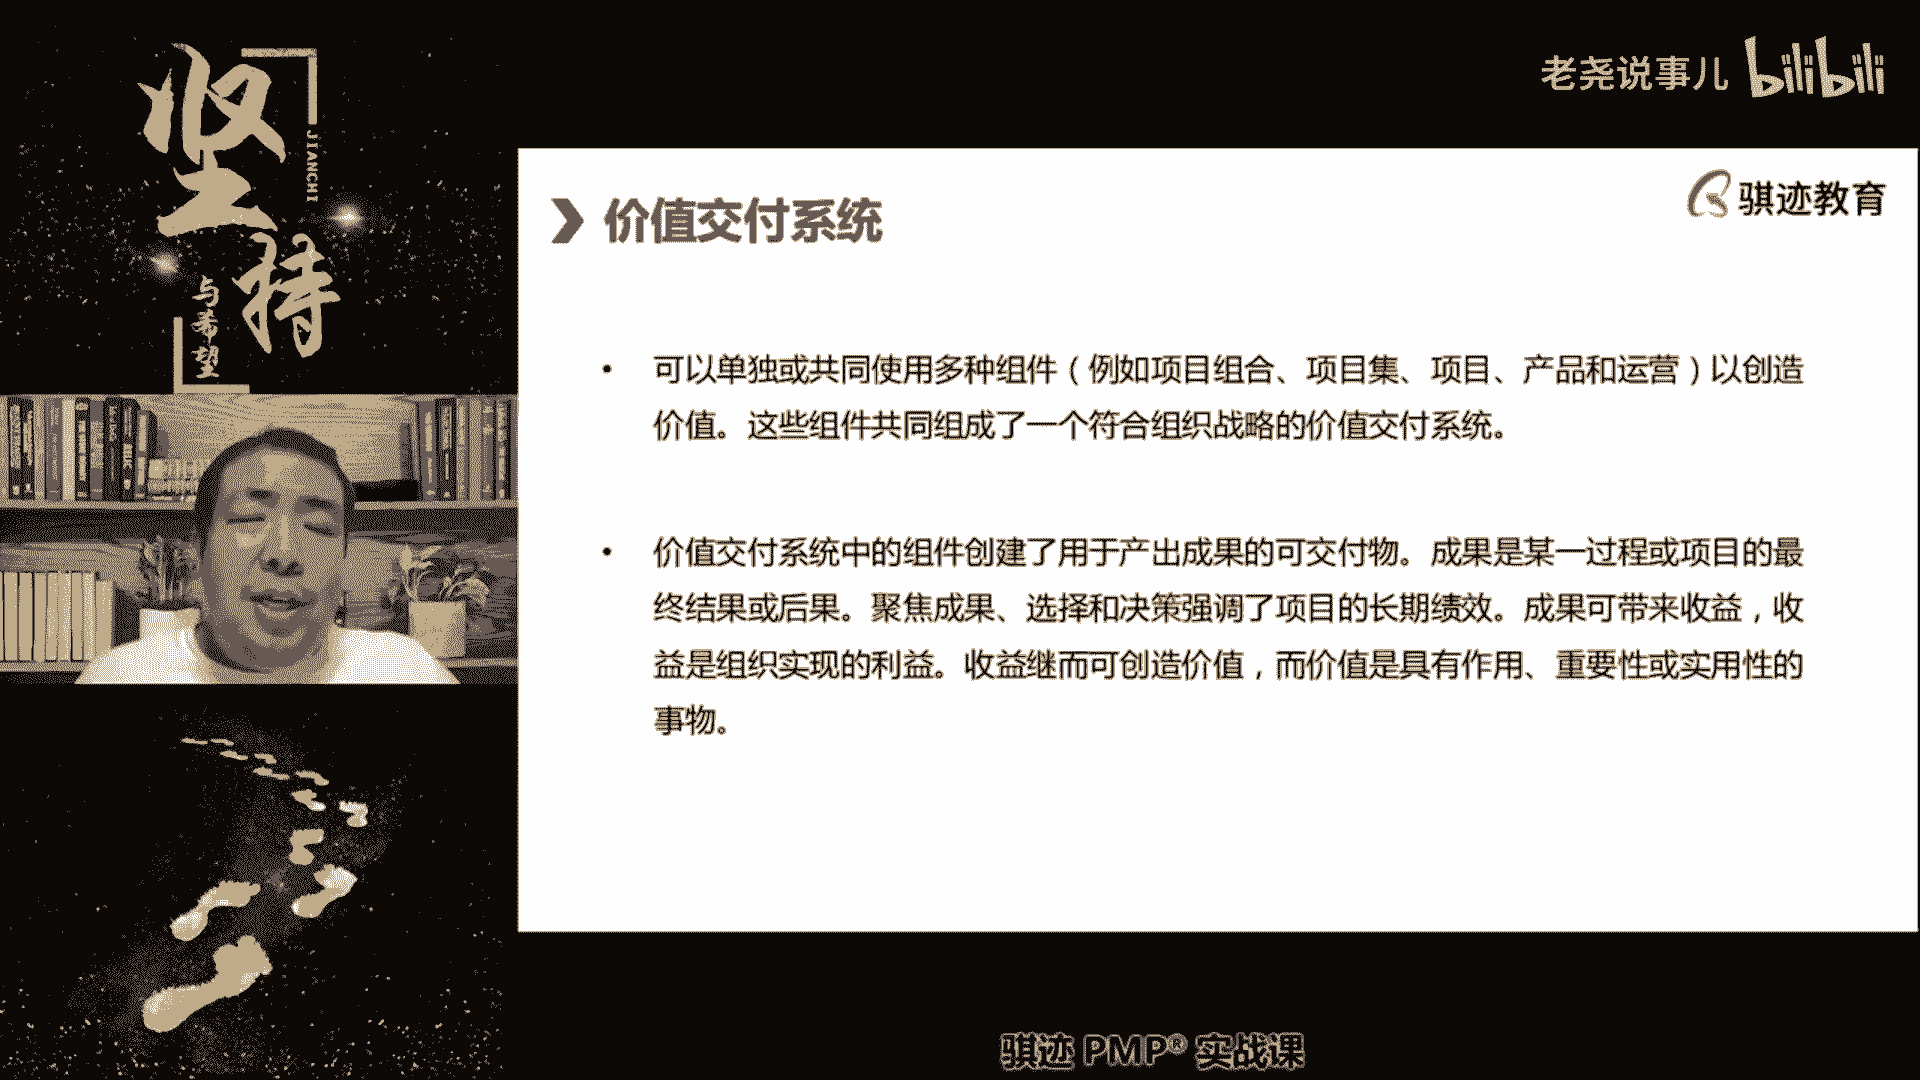 坚持
JIANCHI
与希望
老尧说事儿 bilibili
骐迹教育
价值交付系统
• 可以单独或共同使用多种组件（例如项目组合、项目集、项目、产品和运营）以创造
价值。这些组件共同组成了一个符合组织战略的价值交付系统。
• 价值交付系统中的组件创建了用于产出成果的可交付物。成果是某一过程或项目的最
终结果或后果。聚焦成果、选择和决策强调了项目的长期绩效。成果可带来收益，收
益是组织实现的利益。收益继而可创造价值，而价值是具有作用、重要性或实用性的
事物。
骐迹 PMP® 实战课